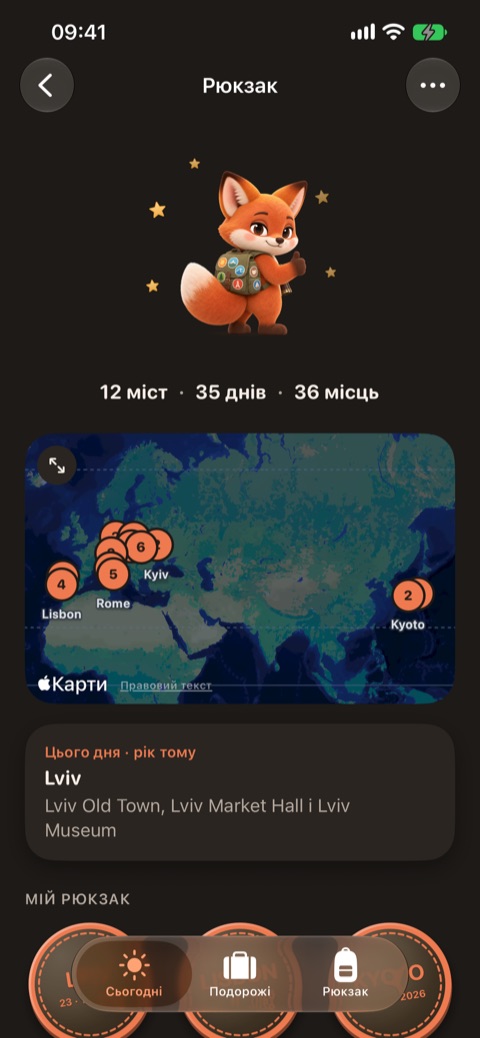 09:41
Рюкзак
12 міст · 35 днів · 36 місць
6
Kyiv
4
5
Lisbon
Rome
2
Kyoto
Карти
Правовий текст
Цього дня · рік тому
Lviv
Lviv Old Town, Lviv Market Hall і Lviv
Museum
МІЙ РЮКЗАК
23 ·
2026
Сьогодні
Подорожі
Рюкзак